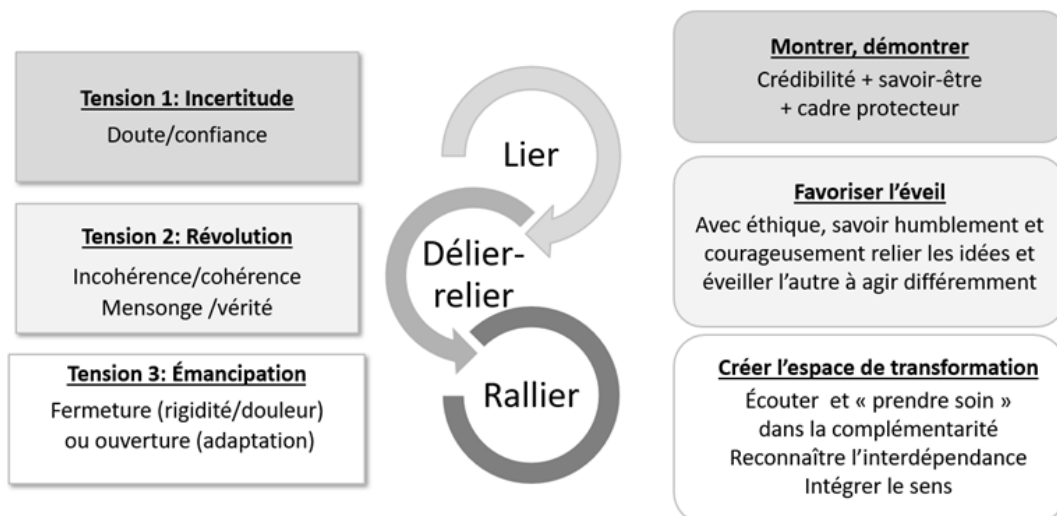 Tension 1: Incertitude
Doute/confiance
Tension 2: Révolution
Incohérence/cohérence
Mensonge /vérité
Tension 3: Émancipation
Fermeture (rigidité/douleur)
ou ouverture (adaptation)
Lier
Délier-
relier
Rallier
Montrer, démontrer
Crédibilité + savoir-être
+ cadre protecteur
Favoriser l’éveil
Avec éthique, savoir humblement et
courageusement relier les idées et
éveiller l’autre à agir différemment
Créer l’espace de transformation
Écouter et « prendre soin »
dans la complémentarité
Reconnaître l’interdépendance
Intégrer le sens